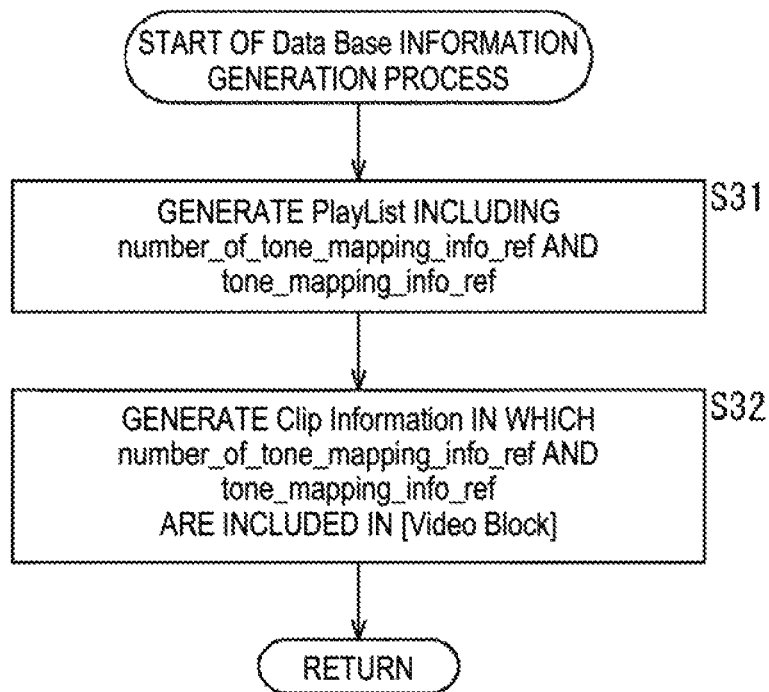 START OF Data Base INFORMATION
GENERATION PROCESS
S31
GENERATE PlayList INCLUDING
number_of_tone_mapping_info_ref AND
tone_mapping_info_ref
S32
GENERATE Clip Information IN WHICH
number_of_tone_mapping_info_ref AND
tone_mapping_info_ref
ARE INCLUDED IN [Video Block]
RETURN